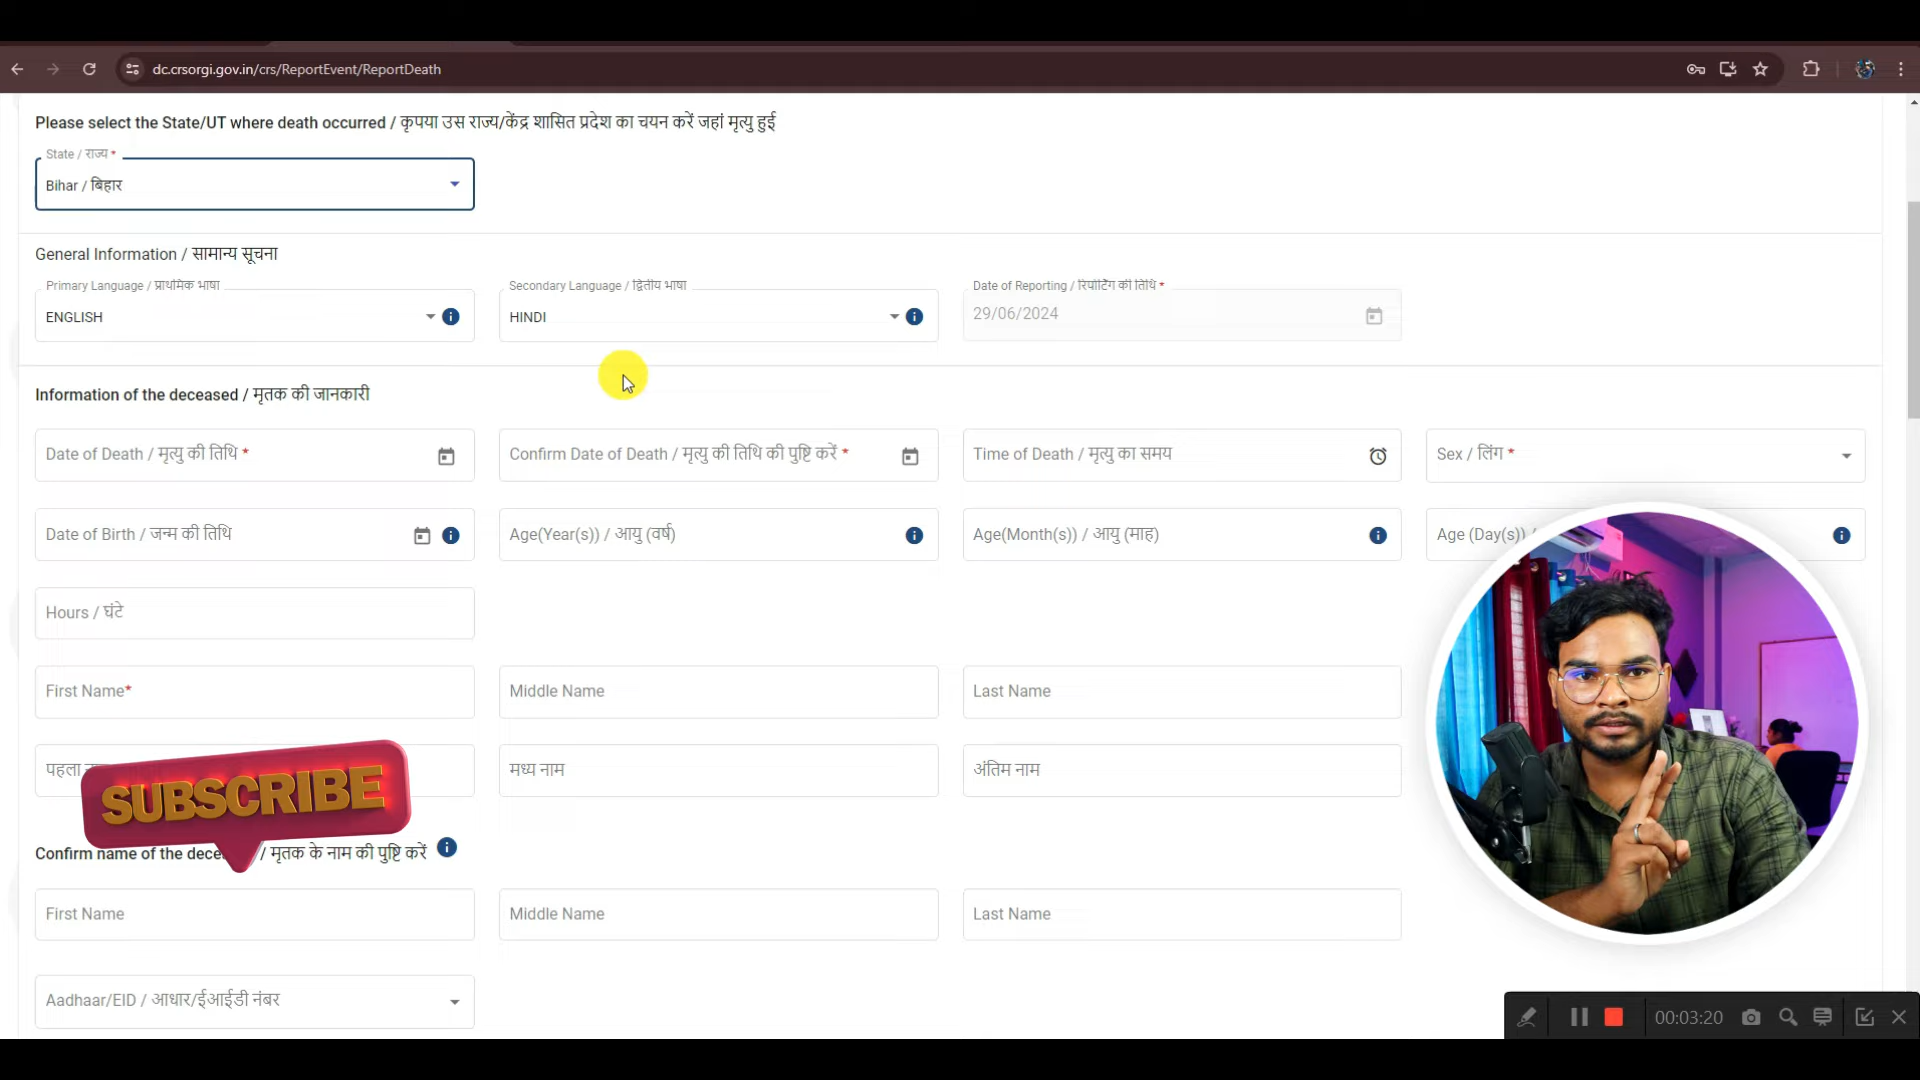 dc.crsorgi.gov.in/crs/ReportEvent/ReportDeath
Please select the State/UT where death occurred / कृपया उस राज्य/केंद्र शासित प्रदेश का चयन करें जहां मृत्यु हुई
State / राज्य *
Bihar / बिहार
General Information / सामान्य सूचना
Primary Language / प्राथमिक भाषा
Secondary Language / द्वितीय भाषा
Date of Reporting / रिपोर्टिंग की तिथि *
ENGLISH
HINDI
29/06/2024
Information of the deceased / मृतक की जानकारी
Date of Death / मृत्यु की तिथि *
Confirm Date of Death / मृत्यु की तिथि की पुष्टि करें *
Time of Death / मृत्यु का समय
Sex / लिंग *
Date of Birth / जन्म की तिथि
Age(Year(s)) / आयु (वर्ष)
Age(Month(s)) / आयु (माह)
Age (Day(s)) /
Hours / घंटे
First Name*
Middle Name
Last Name
पहला
मध्य नाम
अंतिम नाम
SUBSCRIBE
Confirm name of the / मृतक के नाम की पुष्टि करें
First Name
Middle Name
Last Name
Aadhaar/EID / आधार/ईआईडी नंबर
00:03:20